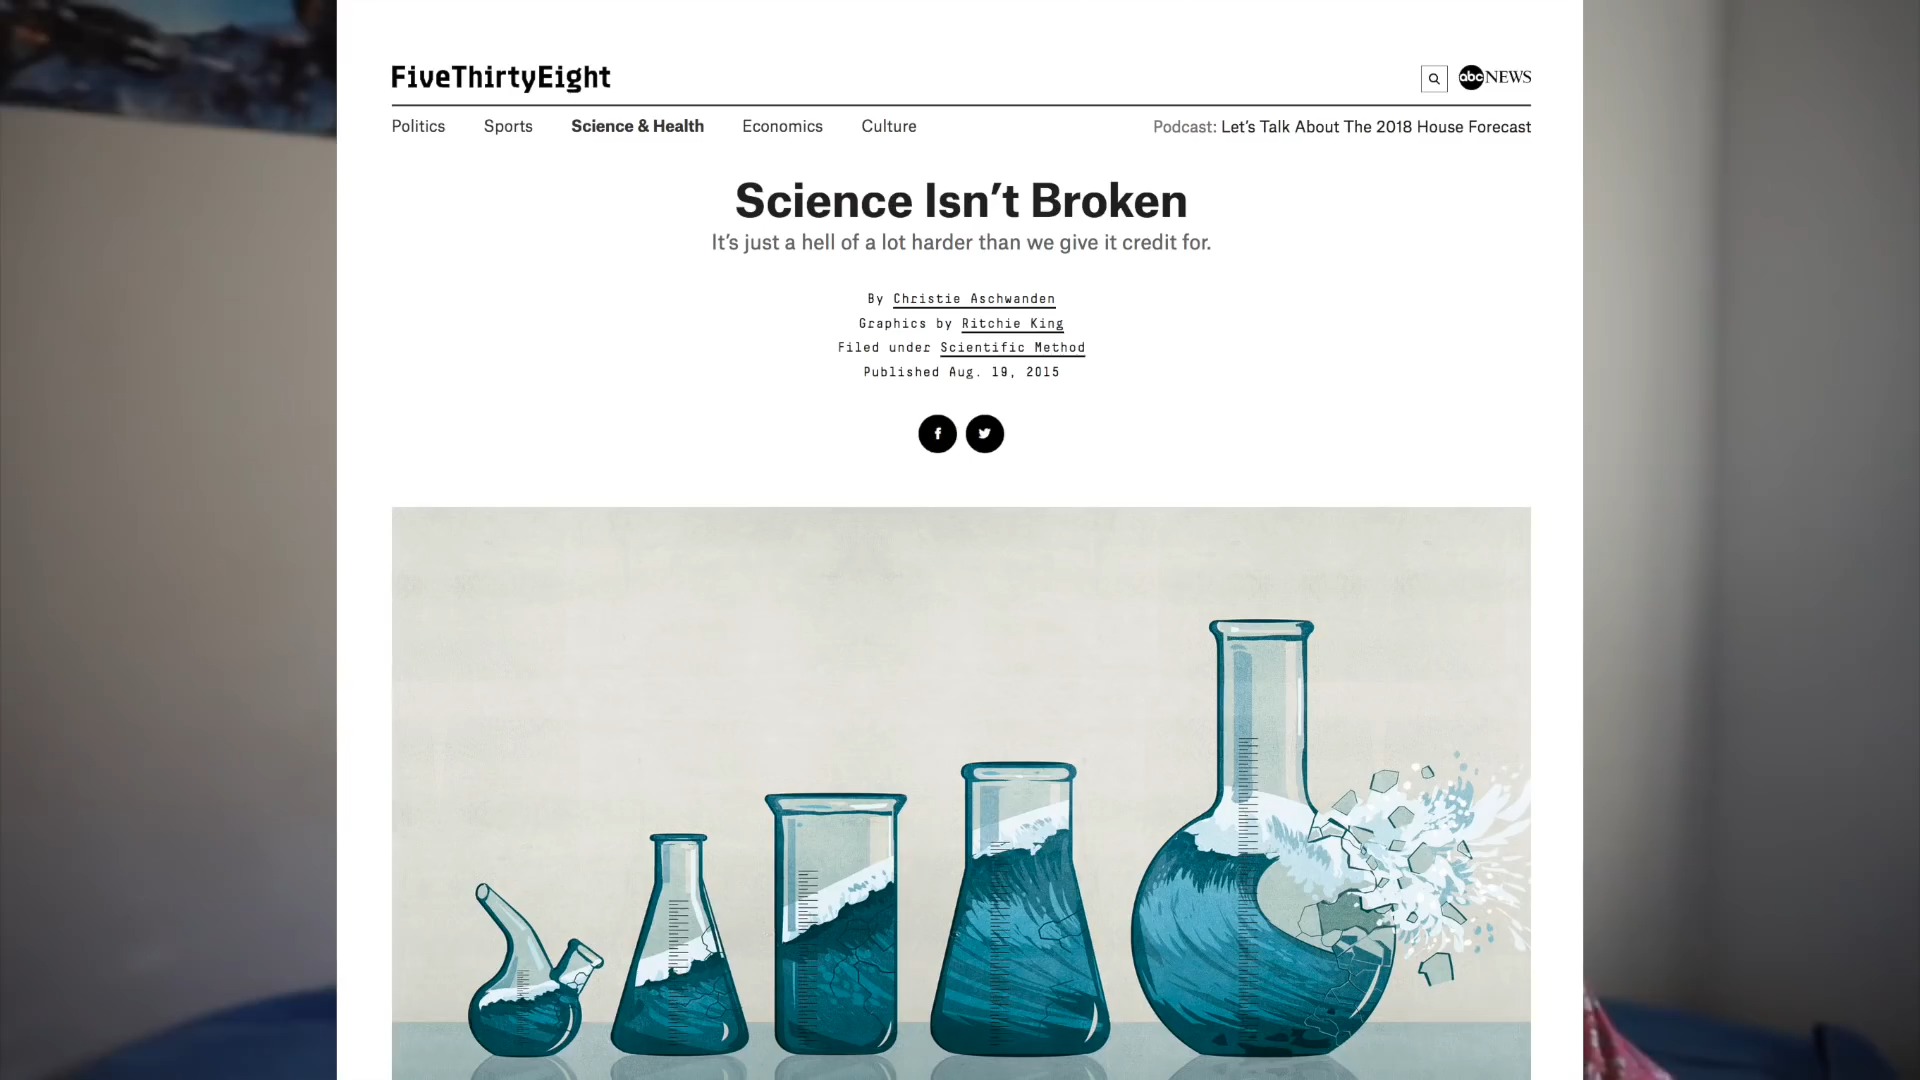 FiveThirtyEight
abc NEWS
Politics Sports Science & Health Economics Culture Podcast: Let's Talk About The 2018 House Forecast
Science Isn't Broken
It's just a hell of a lot harder than we give it credit for.
By Christie Aschwanden
Graphics by Ritchie King
Filed under Scientific Method
Published Aug. 19, 2015